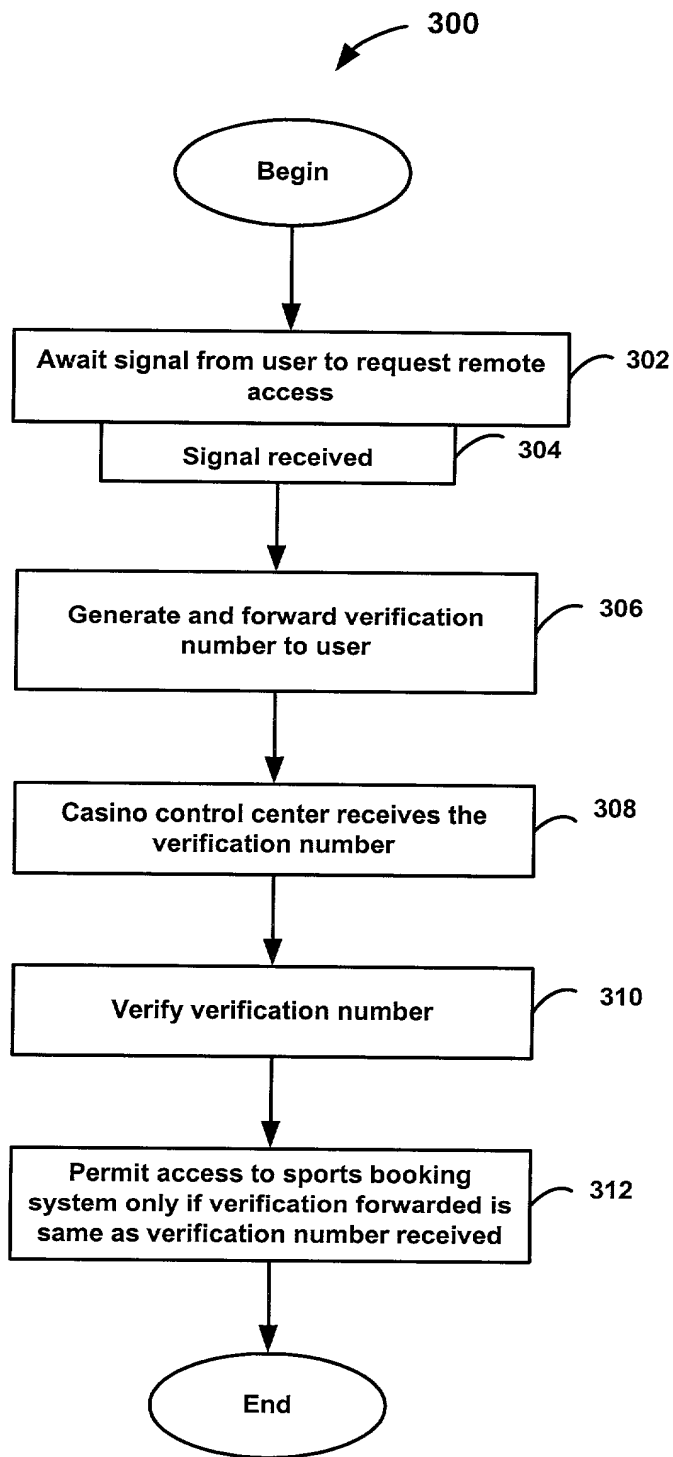 300
Begin
Await signal from user to request remote
access
302
Signal received
304
Generate and forward verification
number to user
306
Casino control center receives the
verification number
308
Verify verification number
310
Permit access to sports booking
system only if verification forwarded is
same as verification number received
312
End